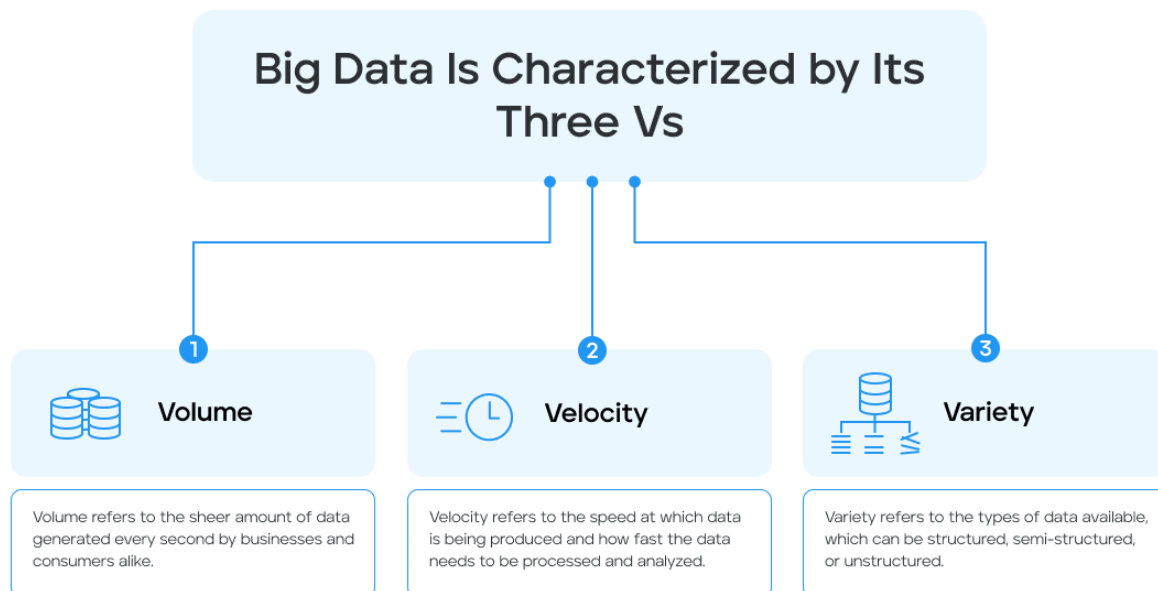 Big Data Is Characterized by Its
Three Vs
1
Volume
Volume refers to the sheer amount of data
generated every second by businesses and
consumers alike.
2
Velocity
Velocity refers to the speed at which data
is being produced and how fast the data
needs to be processed and analyzed.
3
Variety
Variety refers to the types of data available,
which can be structured, semi-structured,
or unstructured.